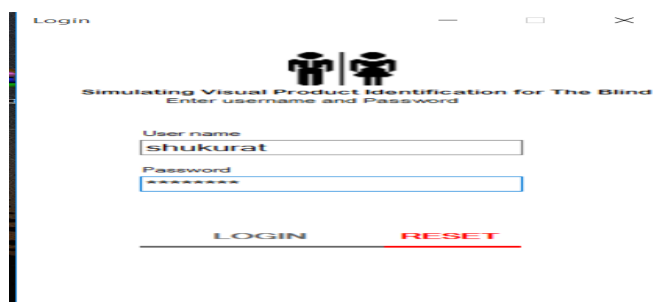 Login
Simulating Visual Product Identification for The Blind
Enter username and Password
User name
shukurat
Password
********
LOGIN RESET